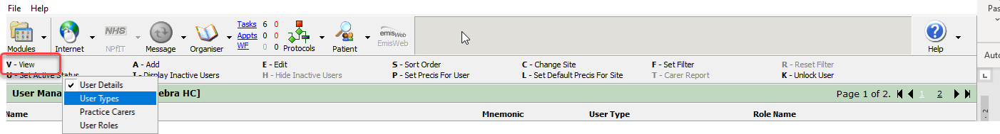 File Help
Pas
Tasks 6 0
Appts 0 0
WF 0 0
NHS
emisWeb
Modules Internet NPfIT Message Organiser Protocols Patient EmisWeb Help
Auto
V - View A - Add E - Edit S - Sort Order C - Change Site F - Set Filter R - Reset Filter
U - Set Active Status I - Display Inactive Users H - Hide Inactive Users P - Set Precis For User L - Set Default Precis For Site T - Carer Report K - Unlock User
User Details
User Types
Practice Carers
User Roles
User Mana ebra HC] Page 1 of 2. 1 2
Name Mnemonic User Type Role Name
L
2